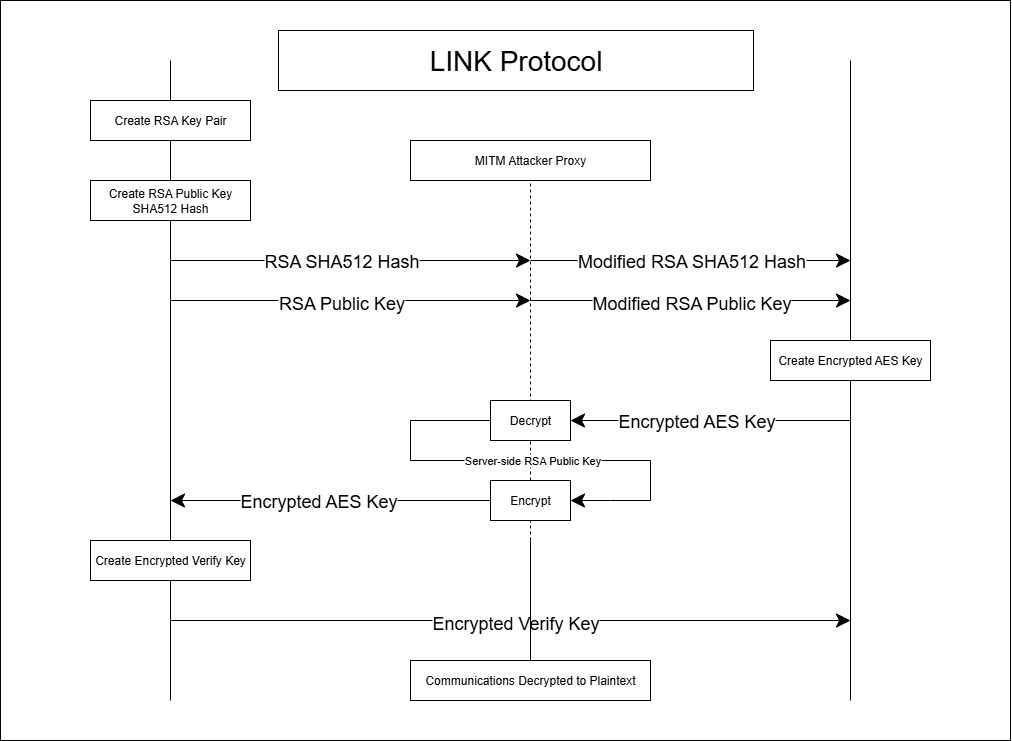 LINK Protocol
Create RSA Key Pair
MITM Attacker Proxy
Create RSA Public Key
SHA512 Hash
RSA SHA512 Hash
Modified RSA SHA512 Hash
RSA Public Key
Modified RSA Public Key
Create Encrypted AES Key
Decrypt
Encrypted AES Key
Server-side RSA Public Key
Encrypted AES Key
Encrypt
Create Encrypted Verify Key
Encrypted Verify Key
Communications Decrypted to Plaintext